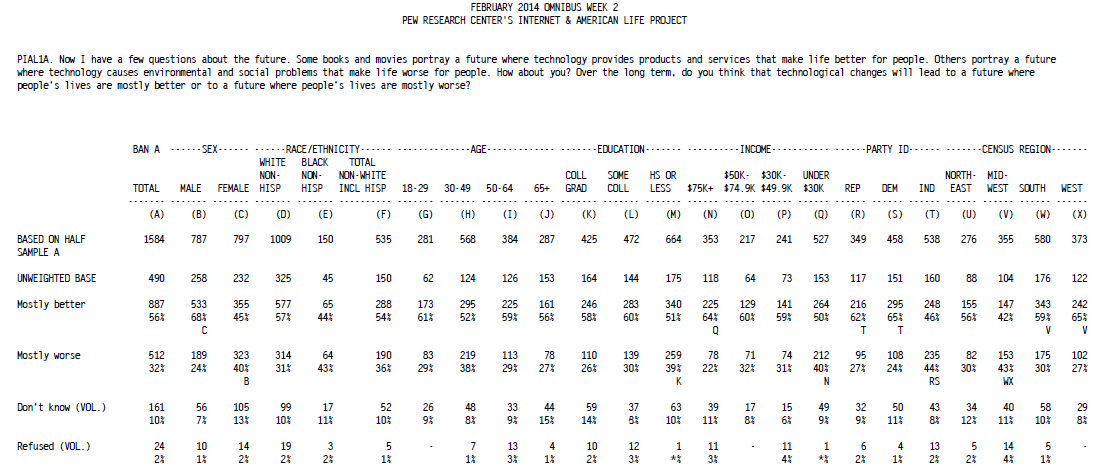 FEBRUARY 2014 OMNIBUS WEEK 2
PEW RESEARCH CENTER'S INTERNET & AMERICAN LIFE PROJECT
PIAL1A. Now I have a few questions about the future. Some books and movies portray a future where technology provides products and services that make life better for people. Others portray a future
where technology causes environmental and social problems that make life worse for people. How about you? Over the long term, do you think that technological changes will lead to a future where
people's lives are mostly better or to a future where people's lives are mostly worse?
BAN A ------SEX------ ------RACE/ETHNICITY------ -------------AGE------------- -------EDUCATION------- ----------INCOME----------- ------PARTY ID----- -------CENSUS REGION-------
WHITE BLACK TOTAL
NON- NON- NON-WHITE COLL SOME HS OR $50K- $30K- UNDER NORTH- MID-
TOTAL MALE FEMALE HISP HISP INCL HISP 18-29 30-49 50-64 65+ GRAD COLL LESS $75K+ $74.9K $49.9K $30K REP DEM IND EAST WEST SOUTH WEST
(A) (B) (C) (D) (E) (F) (G) (H) (I) (J) (K) (L) (M) (N) (O) (P) (Q) (R) (S) (T) (U) (V) (W) (X)
BASED ON HALF 1584 787 797 1009 150 535 281 568 384 287 425 472 664 353 217 241 527 349 458 538 276 355 580 373
SAMPLE A
UNWEIGHTED BASE 490 258 232 325 45 150 62 124 126 153 164 144 175 118 64 73 153 117 151 160 88 104 176 122
Mostly better 887 533 355 577 65 288 173 295 225 161 246 283 340 225 129 141 264 216 295 248 155 147 343 242
56% 68% 45% 57% 44% 54% 61% 52% 59% 56% 58% 60% 51% 64% 60% 59% 50% 62% 65% 46% 56% 42% 59% 65%
C Q T T V V
Mostly worse 512 189 323 314 64 190 83 219 113 78 110 139 259 78 71 74 212 95 108 235 82 153 175 102
32% 24% 40% 31% 43% 36% 29% 38% 29% 27% 26% 30% 39% 22% 32% 31% 40% 27% 24% 44% 30% 43% 30% 27%
B K N RS WX
Don't know (VOL.) 161 56 105 99 17 52 26 48 33 44 59 37 63 39 17 15 49 32 50 43 34 40 58 29
10% 7% 13% 10% 11% 10% 9% 8% 9% 15% 14% 8% 10% 11% 8% 6% 9% 9% 11% 8% 12% 11% 10% 8%
Refused (VOL.) 24 10 14 19 3 5 - 7 13 4 10 12 1 11 - 11 1 6 4 13 5 14 5 -
2% 1% 2% 2% 2% 1% 1% 3% 1% 2% 3% *% 3% 4% *% 2% 1% 2% 2% 4% 1%